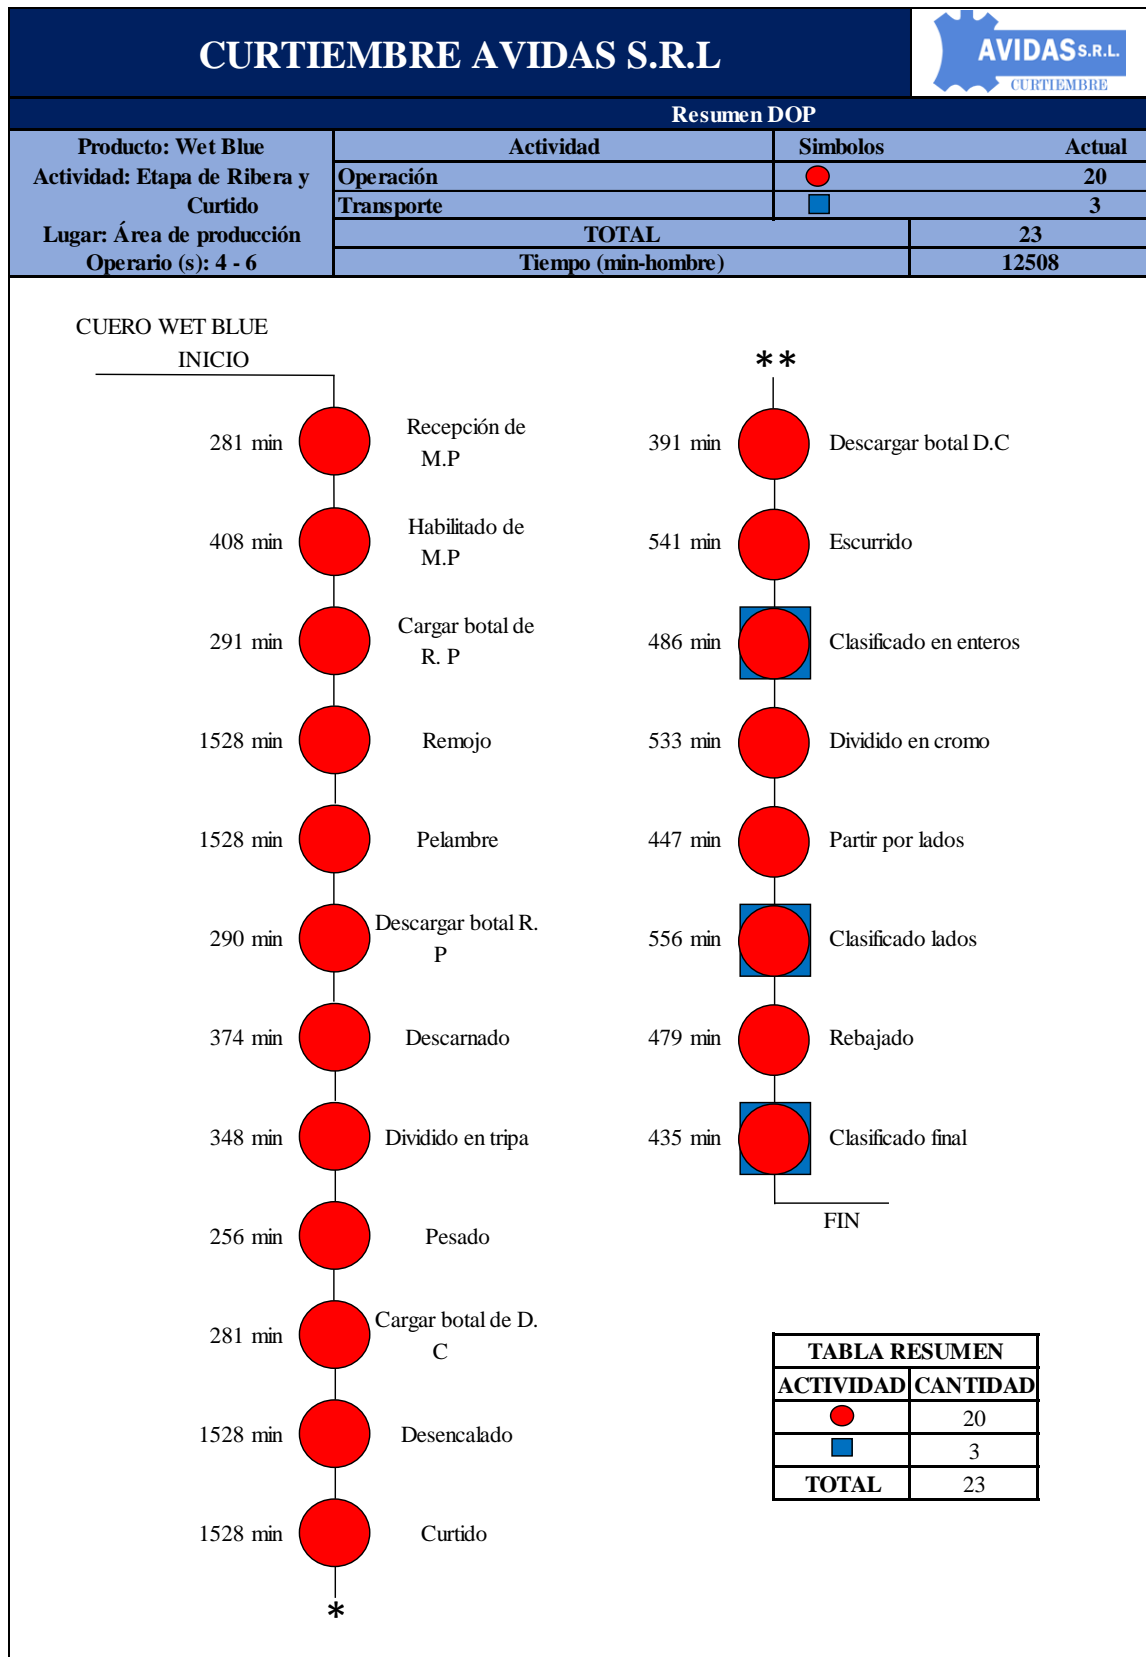 CURTIEMBRE AVIDAS S.R.L
AVIDAS S.R.L.
CURTIEMBRE
Resumen DOP
Producto: Wet Blue
Actividad: Etapa de Ribera y
Curtido
Lugar: Área de producción
Operario (s): 4 - 6
Actividad Simbolos Actual
Operación 20
Transporte 3
TOTAL 23
Tiempo (min-hombre) 12508
CUERO WET BLUE
INICIO
281 min Recepción de
M.P
408 min Habilitado de
M.P
291 min Cargar botal de
R. P
1528 min Remojo
1528 min Pelambre
290 min Descargar botal R.
P
374 min Descarnado
348 min Dividido en tripa
256 min Pesado
281 min Cargar botal de D.
C
1528 min Desencalado
1528 min Curtido
*
**
391 min Descargar botal D.C
541 min Escurrido
486 min Clasificado en enteros
533 min Dividido en cromo
447 min Partir por lados
556 min Clasificado lados
479 min Rebajado
435 min Clasificado final
FIN
TABLA RESUMEN
ACTIVIDAD CANTIDAD
20
3
TOTAL 23